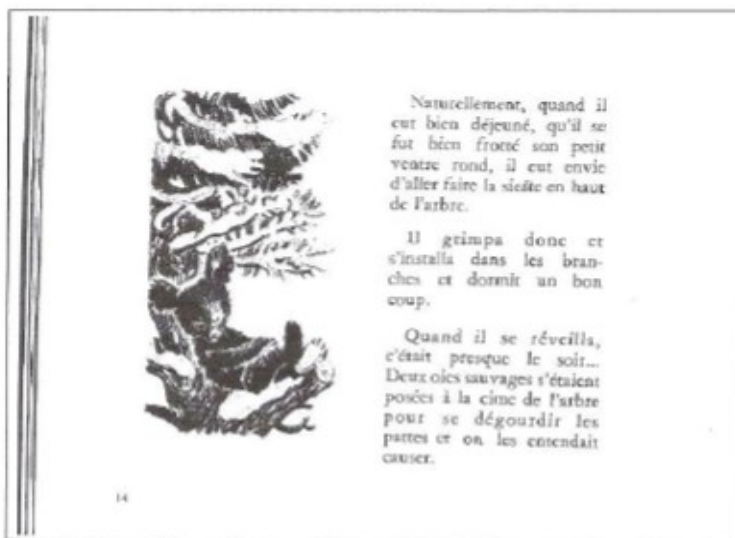 Naturellement, quand il
eut bien déjeuné, qu'il se
fut bien frotté son petit
ventre rond, il eut envie
d'aller faire la sieste en haut
de l'arbre.
Il grimpa donc et
s'installa dans les bran-
ches et dormit un bon
coup.
Quand il se réveilla,
c'était presque le soir...
Deux oies sauvages s'étaient
posées à la cime de l'arbre
pour se dégourdir les
pattes et on les entendait
causer.
14